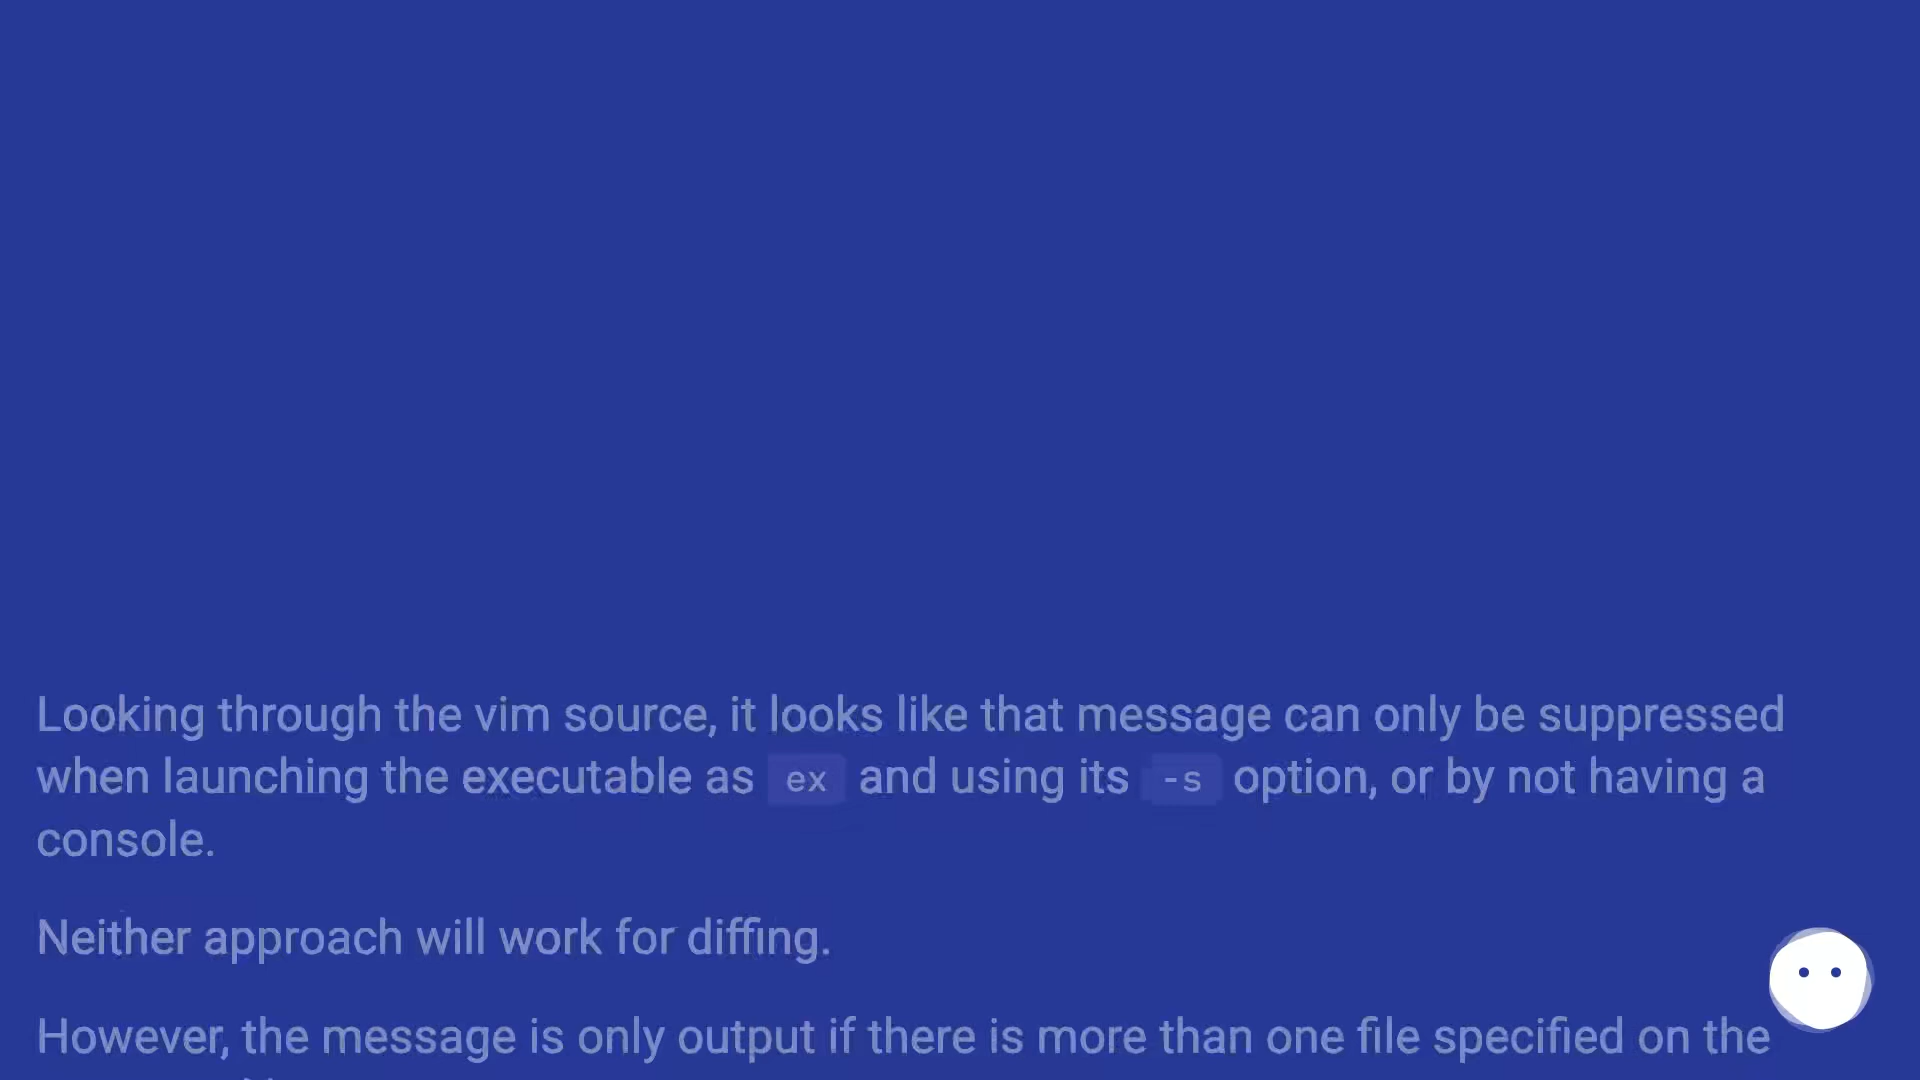 Looking through the vim source, it looks like that message can only be suppressed
when launching the executable as ex and using its -s option, or by not having a
console.
Neither approach will work for diffing.
However, the message is only output if there is more than one file specified on the